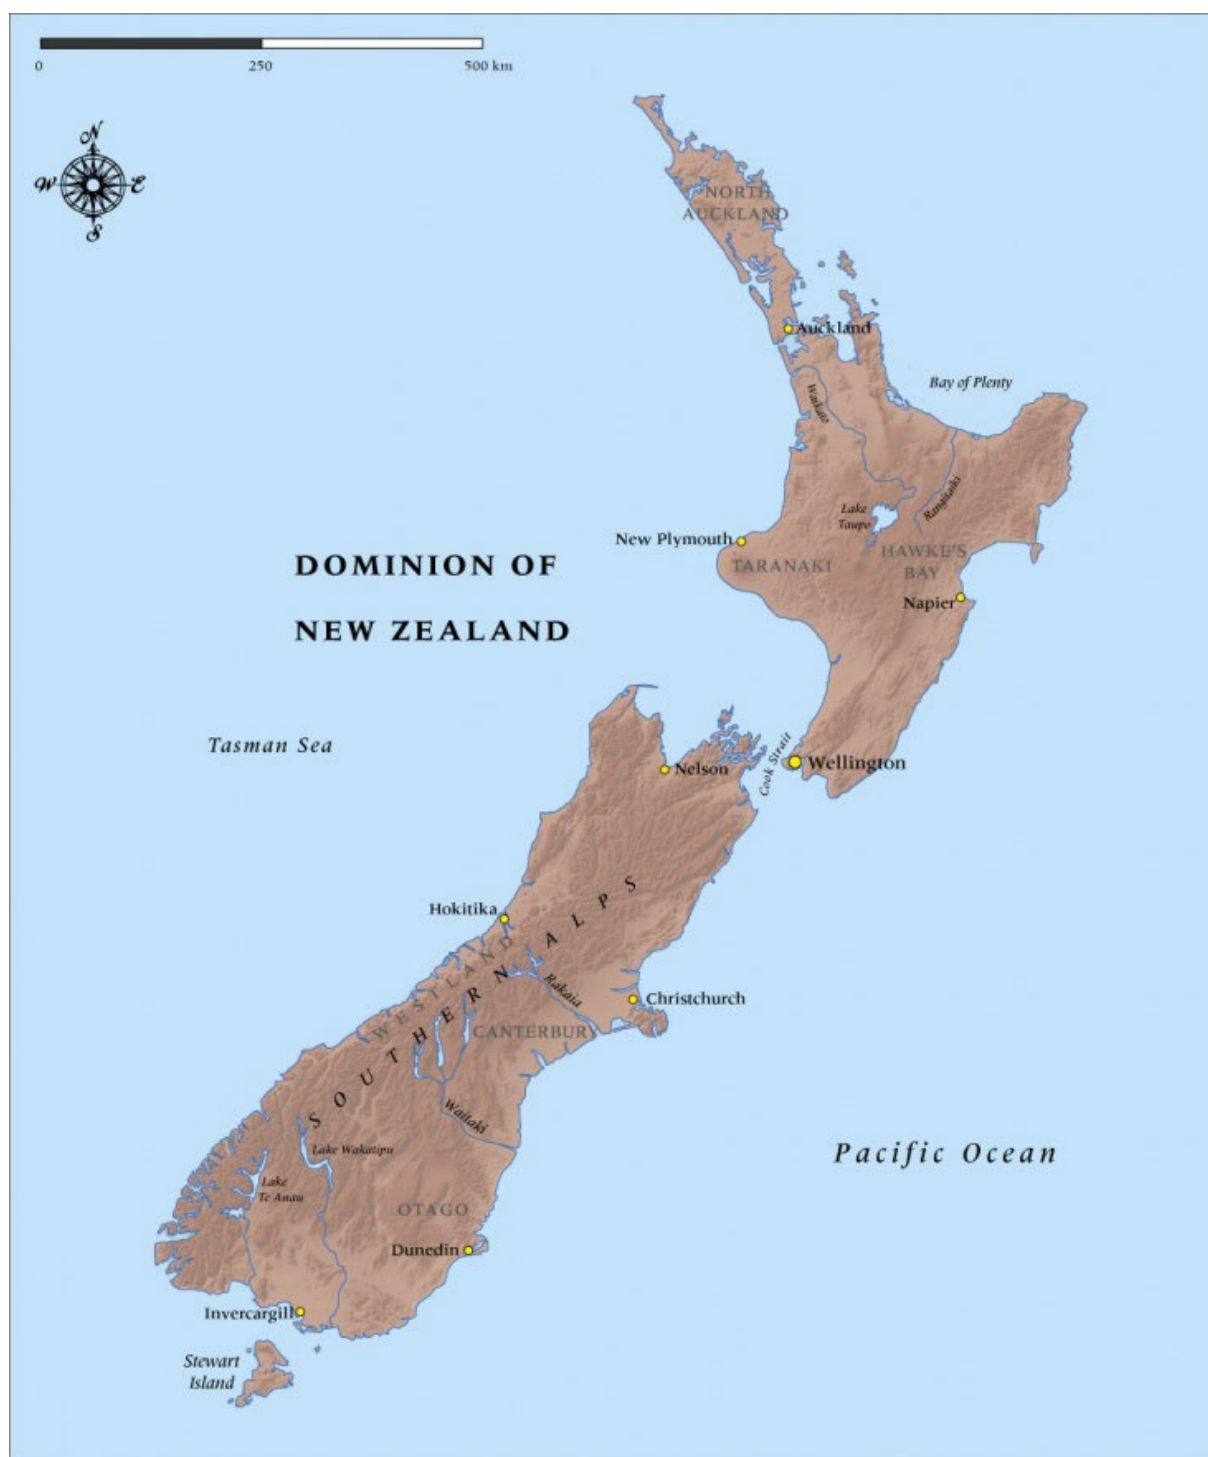 0 250 500 km
N
W E
S
NORTH
AUCKLAND
Auckland
Bay of Plenty
Waikato
Rangitaiki
Lake
Taupo
New Plymouth
HAWKE'S
BAY
TARANAKI
DOMINION OF
Napier
NEW ZEALAND
Tasman Sea
Cook Strait
Wellington
Nelson
SOUTHERN ALPS
Hokitika
WESTLAND
Rakaia
Christchurch
CANTERBURY
Waitaki
Lake Wakatipu
Pacific Ocean
Lake
Te Anau
OTAGO
Dunedin
Invercargill
Stewart
Island